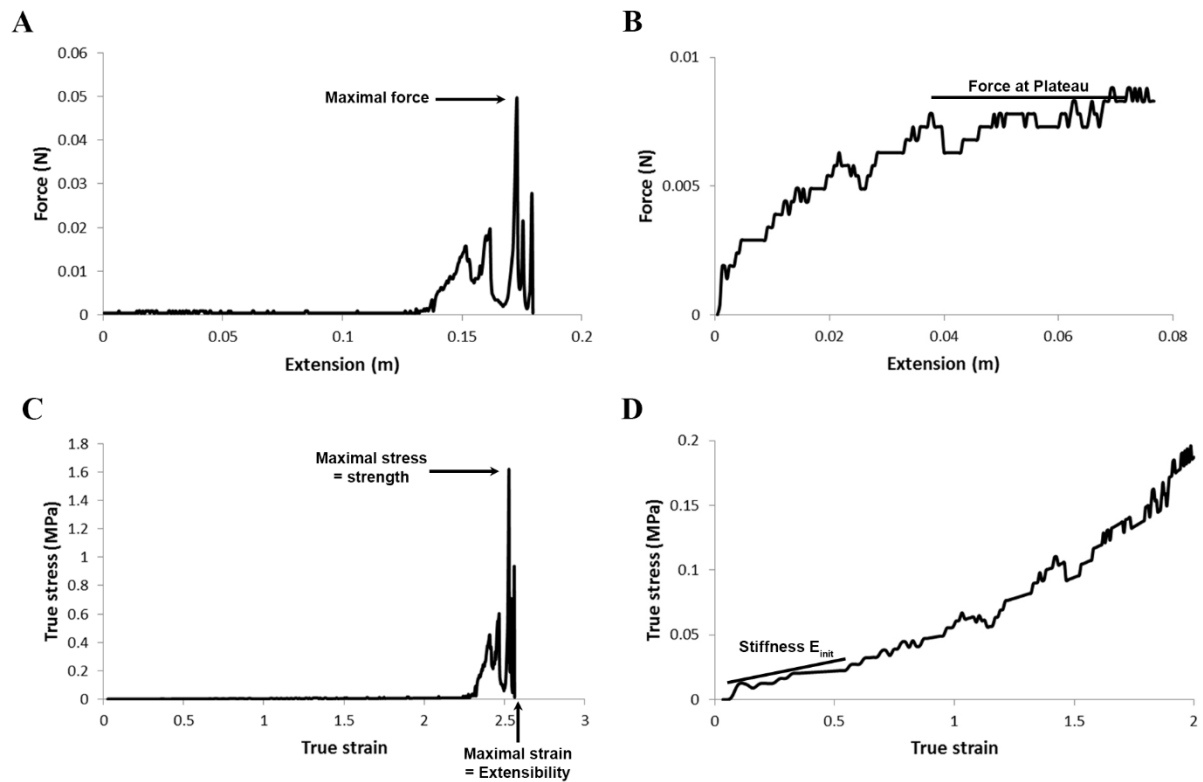 A
0.06
0.05
0.04
0.03
0.02
0.01
0
Force (N)
Maximal force
0
0.05
0.1
0.15
0.2
Extension (m)
B
0.01
0.005
0
Force (N)
Force at Plateau
0
0.02
0.04
0.06
0.08
Extension (m)
C
1.8
1.6
1.4
1.2
1
0.8
0.6
0.4
0.2
0
True stress (MPa)
Maximal stress
= strength
0
0.5
1
1.5
2
2.5
3
True strain
Maximal strain
= Extensibility
D
0.2
0.15
0.1
0.05
0
True stress (MPa)
Stiffness Einit
0
0.5
1
1.5
2
True strain